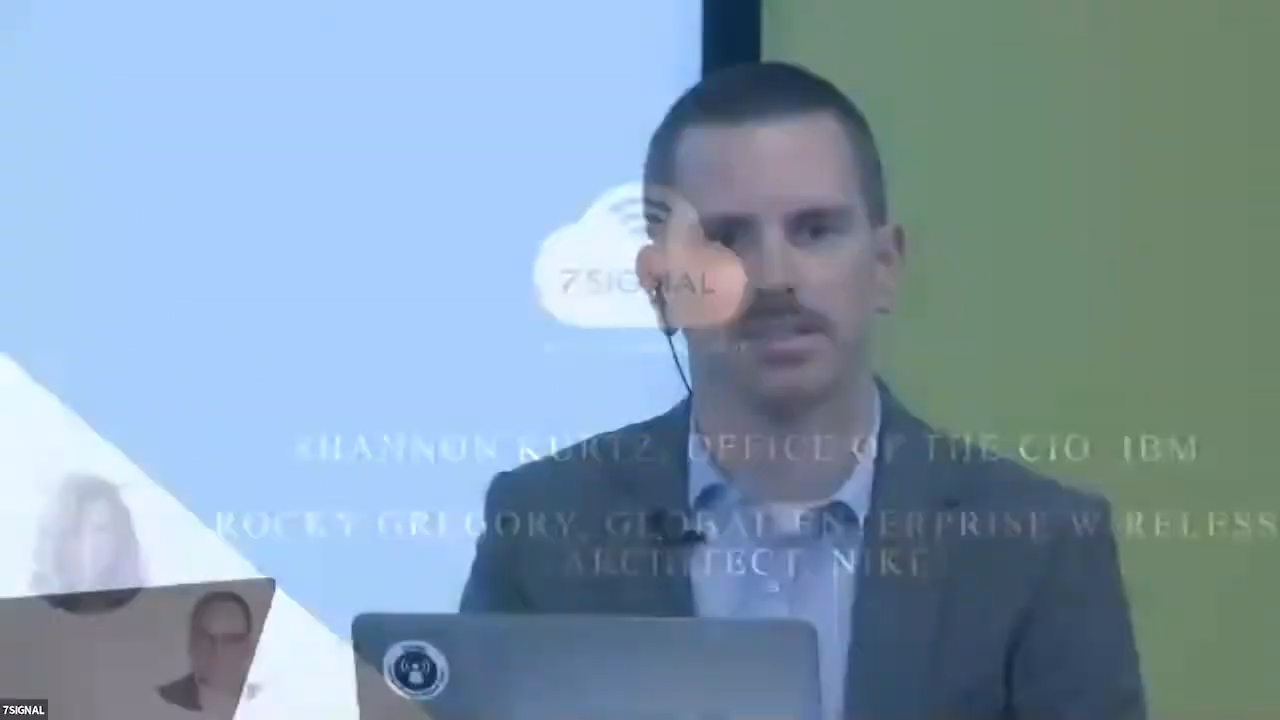 7SIGNAL
SHANNON KURTZ, OFFICE OF THE CIO IBM
ROCKY GREGORY, GLOBAL ENTERPRISE WIRELESS
ARCHITECT, NIKE
7SIGNAL